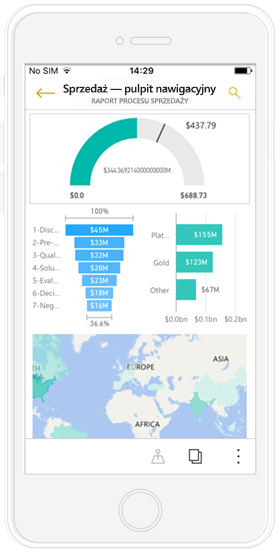 No SIM 14:29
Sprzedaż — pulpit nawigacyjny
RAPORT PROCESU SPRZEDAŻY
$437.79
$344.369214000000000M
$0.0 $688.73
100%
1-Disc... $45M
2-Pre-... $33M
3-Qual... $32M
4-Solu... $28M
5-Eval... $23M
6-Deci... $18M
7-Neg... $16M
36.6%
Plat... $155M
Gold $123M
Other $67M
$0.0bn $0.1bn $0.2bn
EUROPE
ASIA
AFRICA